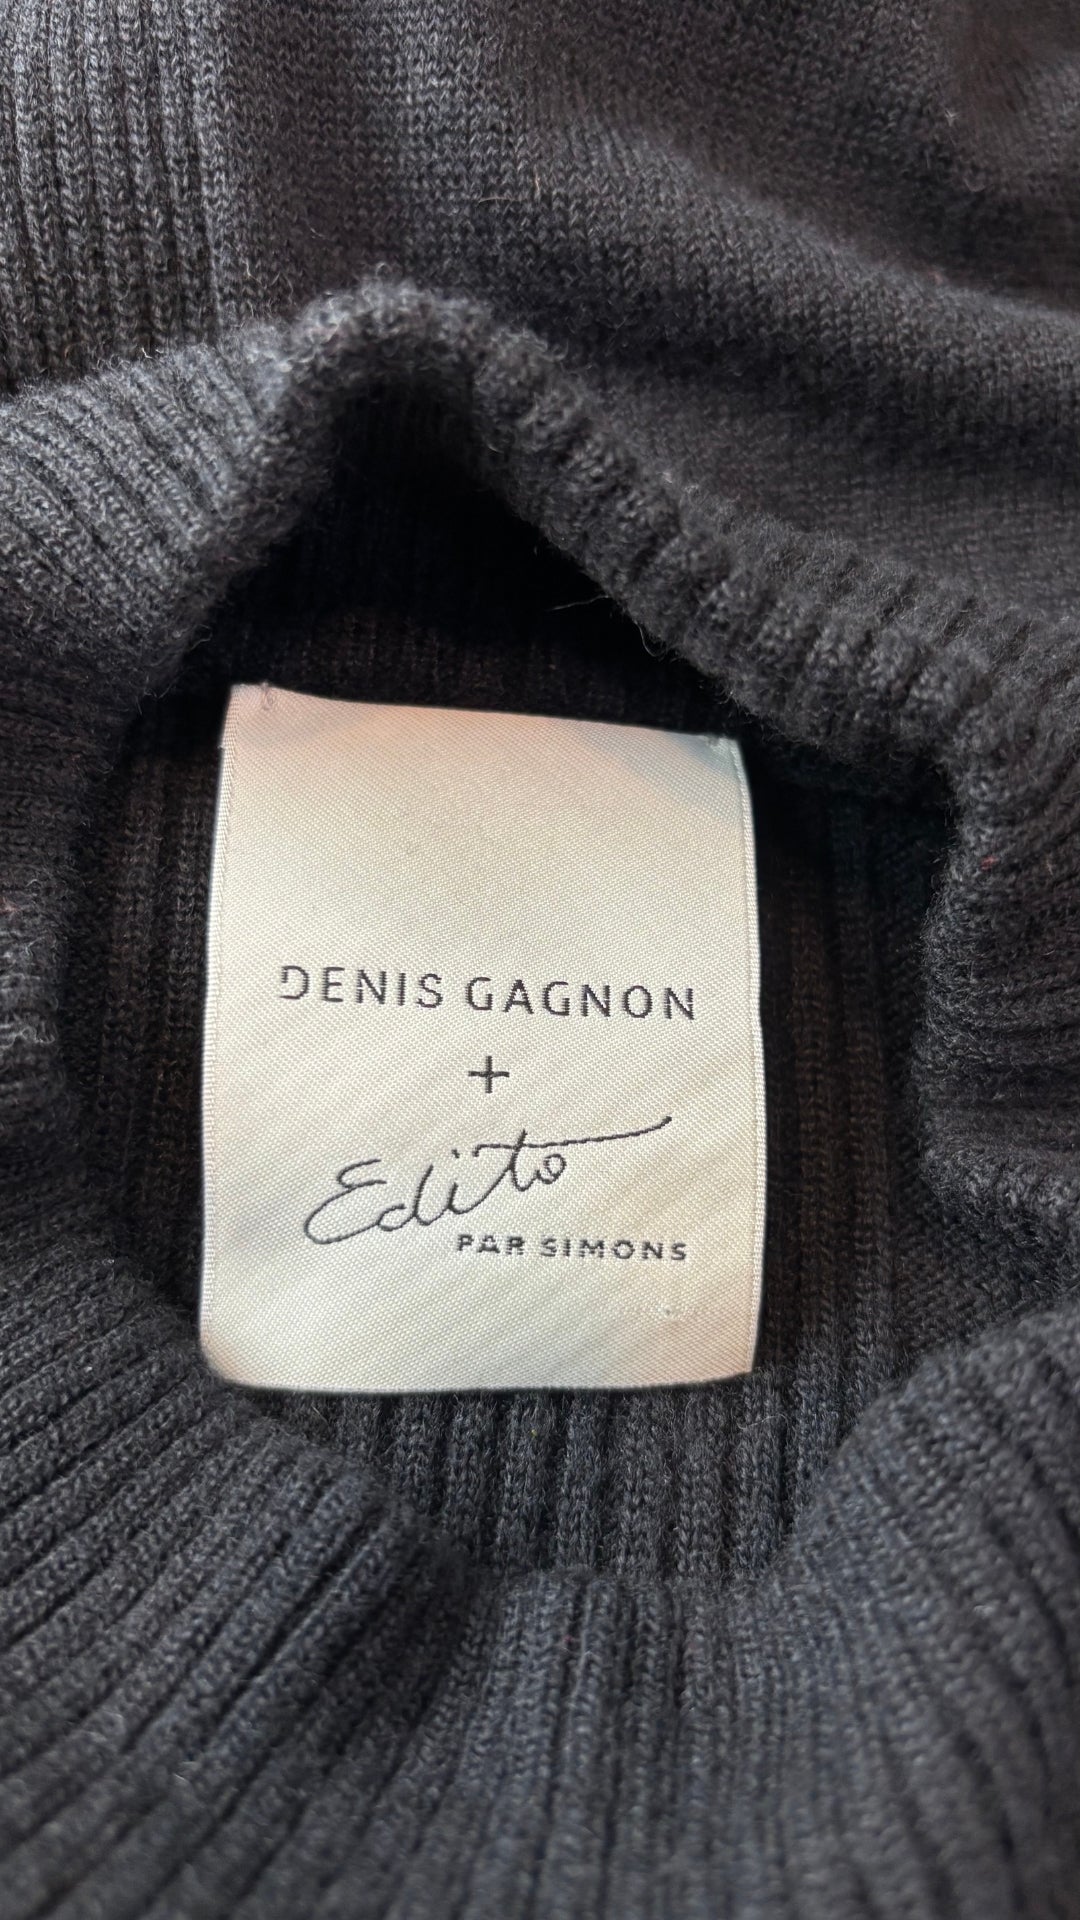 DENIS GAGNON
+
Edito
PAR SIMONS